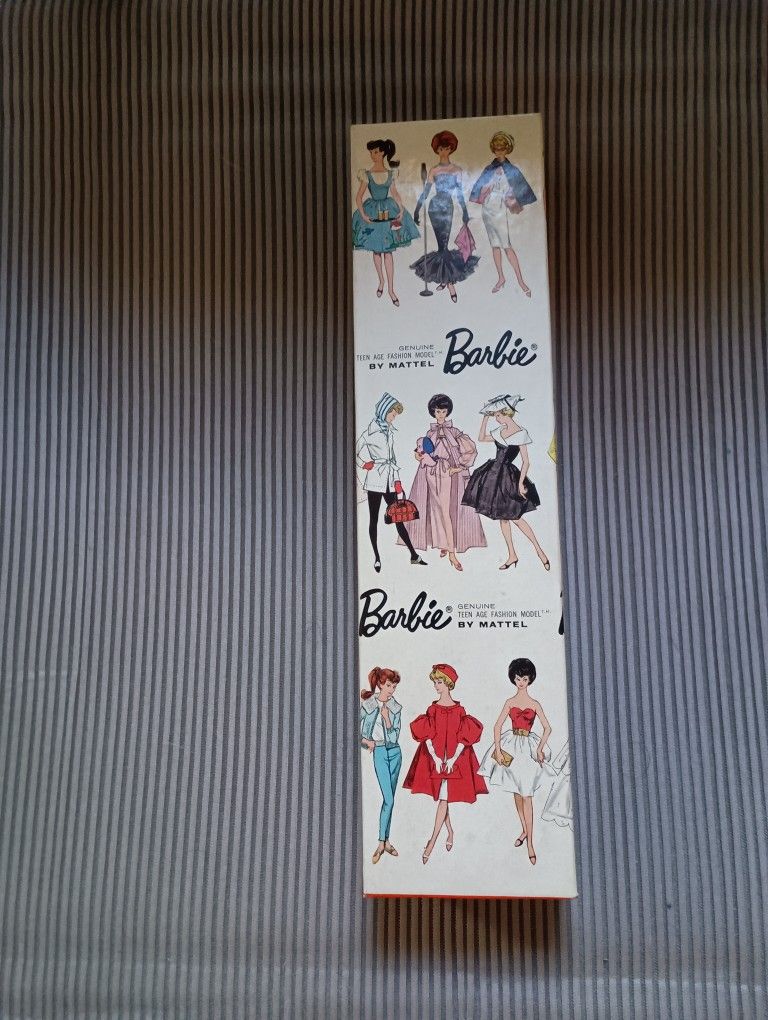 GENUINE
TEEN AGE FASHION MODEL T.M.
BY MATTEL
Barbie®
Barbie®
GENUINE
TEEN AGE FASHION MODEL T.M.
BY MATTEL